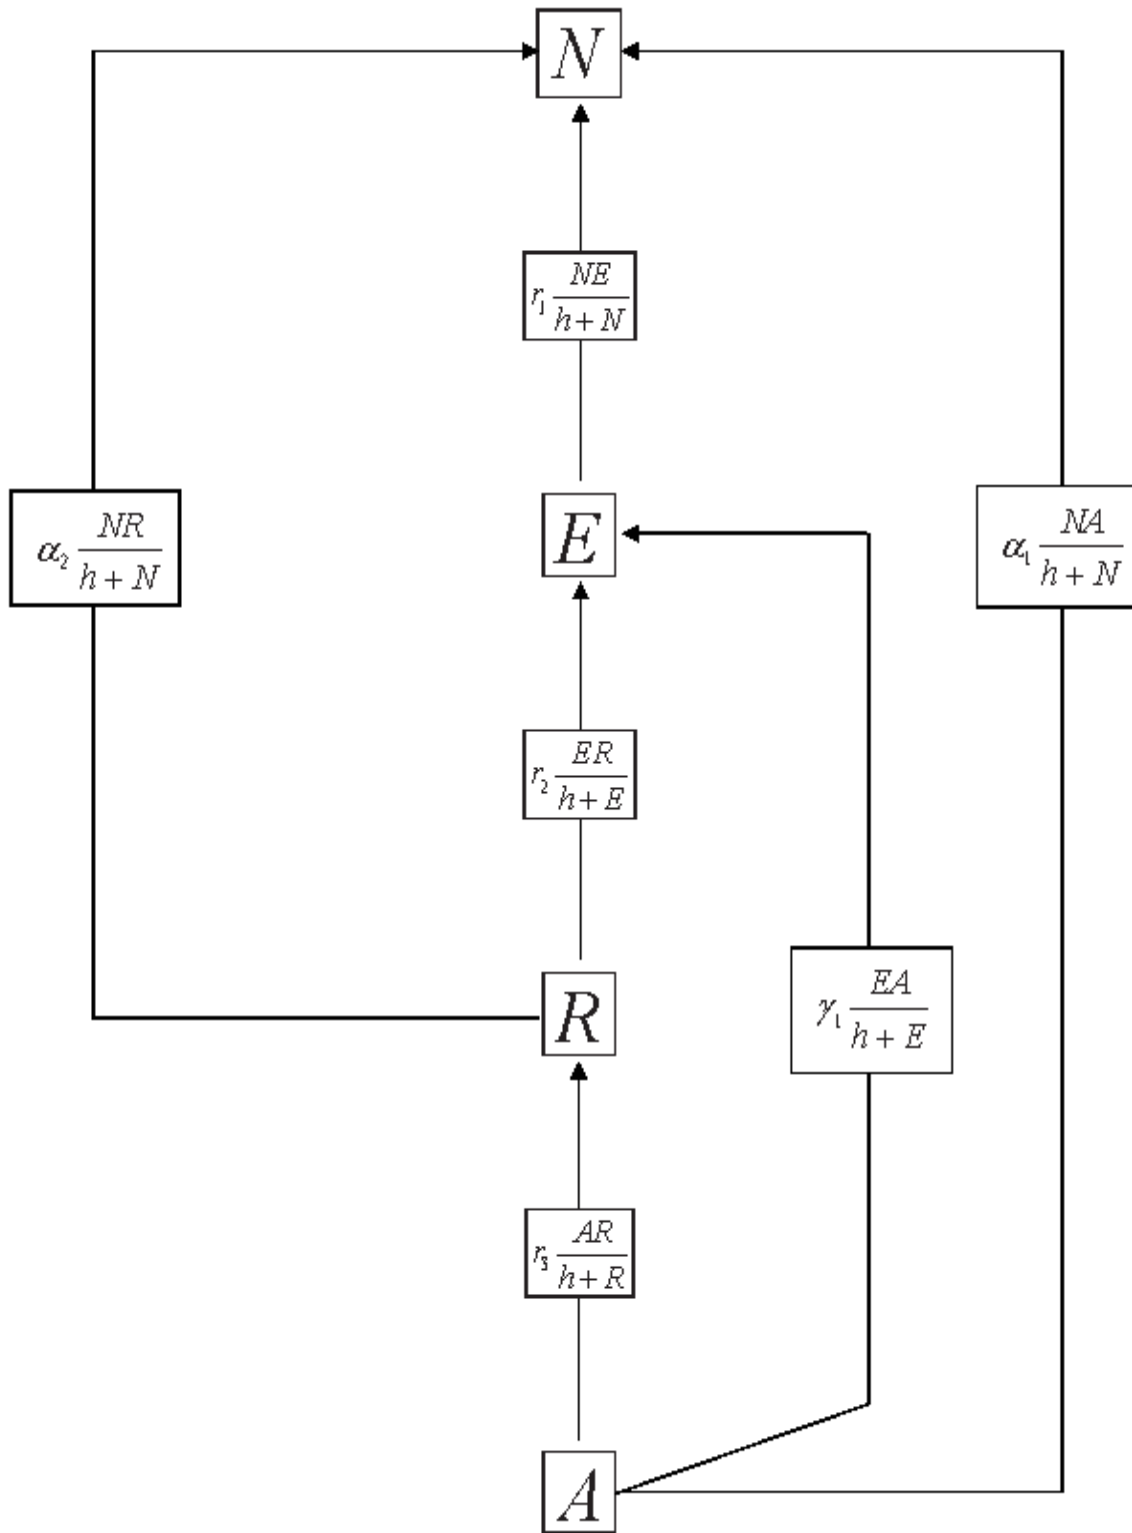 N
r₁ NE/(h + N)
E
α₂ NR/(h + N)
α₁ NA/(h + N)
r₂ ER/(h + E)
R
γ₁ EA/(h + E)
r₃ AR/(h + R)
A